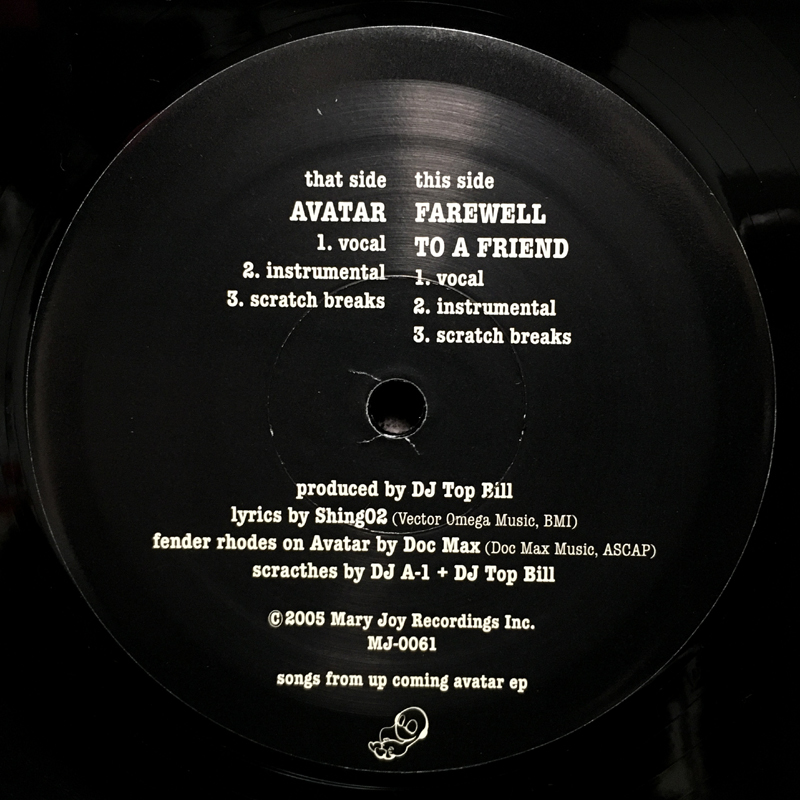 that side
AVATAR
1. vocal
2. instrumental
3. scratch breaks
this side
FAREWELL
TO A FRIEND
1. vocal
2. instrumental
3. scratch breaks
produced by DJ Top Bill
lyrics by Shing02 (Vector Omega Music, BMI)
fender rhodes on Avatar by Doc Max (Doc Max Music, ASCAP)
scracthes by DJ A-1 + DJ Top Bill
©2005 Mary Joy Recordings Inc.
MJ-0061
songs from up coming avatar ep